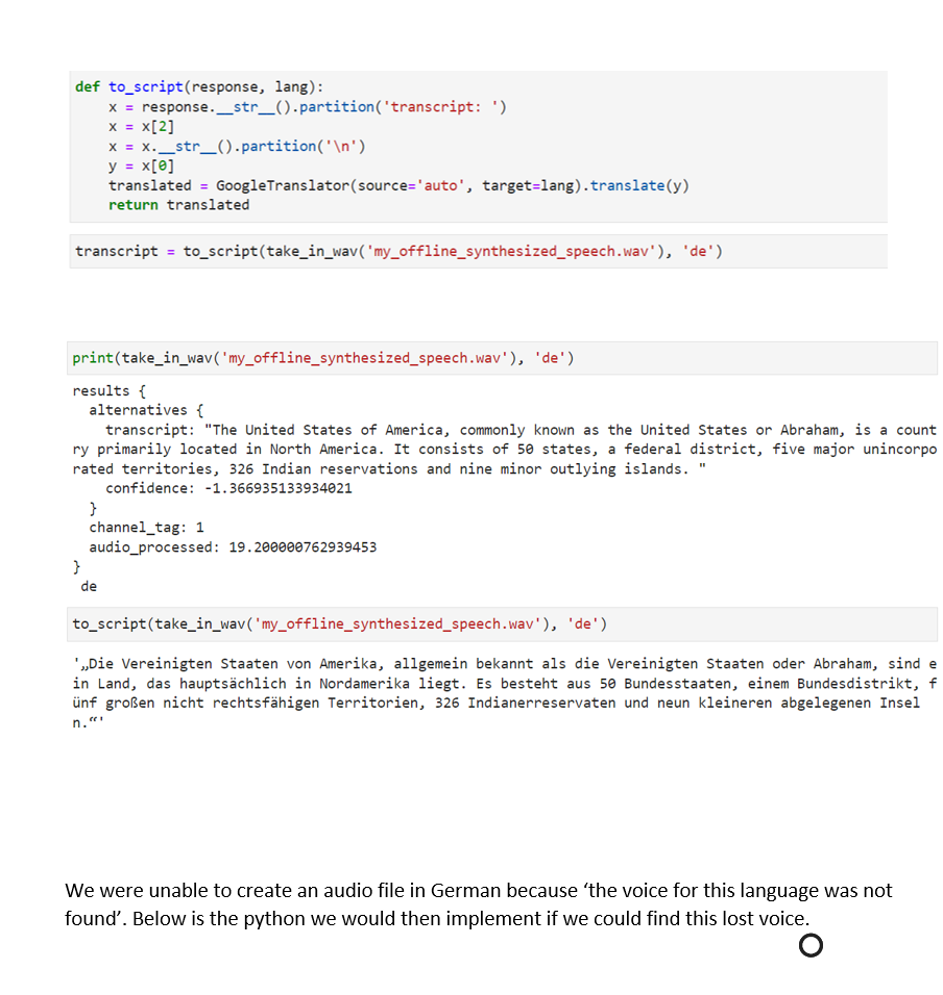 def to_script(response, lang):
    x = response.__str__().partition('transcript: ')
    x = x[2]
    x = x.__str__().partition('\n')
    y = x[0]
    translated = GoogleTranslator(source='auto', target=lang).translate(y)
    return translated
transcript = to_script(take_in_wav('my_offline_synthesized_speech.wav'), 'de')
print(take_in_wav('my_offline_synthesized_speech.wav'), 'de')
results {
  alternatives {
    transcript: "The United States of America, commonly known as the United States or Abraham, is a count
ry primarily located in North America. It consists of 50 states, a federal district, five major unincorpo
rated territories, 326 Indian reservations and nine minor outlying islands. "
    confidence: -1.366935133934021
  }
  channel_tag: 1
  audio_processed: 19.200000762939453
}
 de
to_script(take_in_wav('my_offline_synthesized_speech.wav'), 'de')
'„Die Vereinigten Staaten von Amerika, allgemein bekannt als die Vereinigten Staaten oder Abraham, sind e
in Land, das hauptsächlich in Nordamerika liegt. Es besteht aus 50 Bundesstaaten, einem Bundesdistrikt, f
ünf großen nicht rechtsfähigen Territorien, 326 Indianerreservaten und neun kleineren abgelegenen Insel
n.“'
We were unable to create an audio file in German because ‘the voice for this language was not
found’. Below is the python we would then implement if we could find this lost voice.